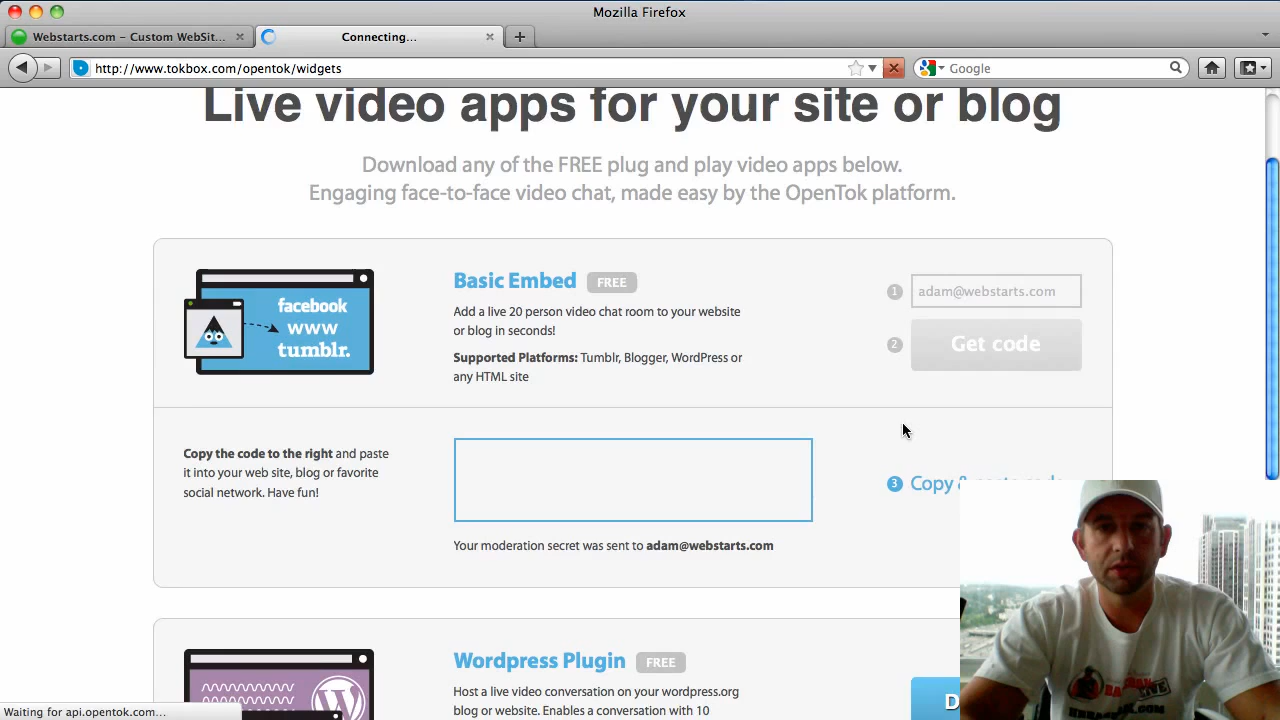 Mozilla Firefox
Webstarts.com – Custom WebSit...
Connecting...
http://www.tokbox.com/opentok/widgets
Google
Live video apps for your site or blog
Download any of the FREE plug and play video apps below.
Engaging face-to-face video chat, made easy by the OpenTok platform.
facebook
www
tumblr.
Basic Embed FREE
Add a live 20 person video chat room to your website
or blog in seconds!
Supported Platforms: Tumblr, Blogger, WordPress or
any HTML site
1 adam@webstarts.com
2 Get code
Copy the code to the right and paste
it into your web site, blog or favorite
social network. Have fun!
3 Copy
Your moderation secret was sent to adam@webstarts.com
Wordpress Plugin FREE
Host a live video conversation on your wordpress.org
blog or website. Enables a conversation with 10
D
Waiting for api.opentok.com...